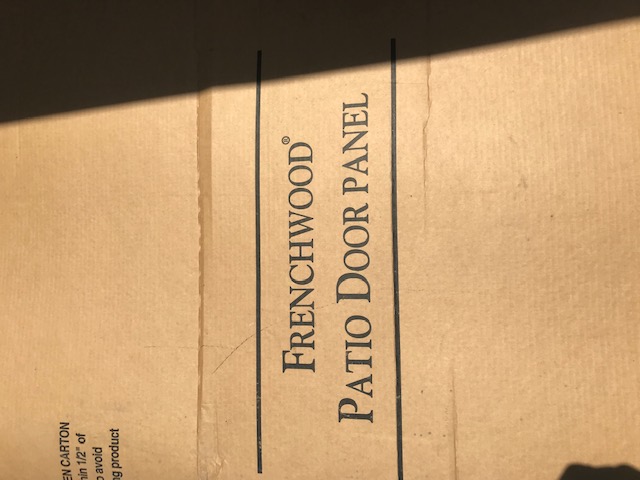 FRENCHWOOD®
PATIO DOOR PANEL
EN CARTON
in 1/2" of
avoid
product